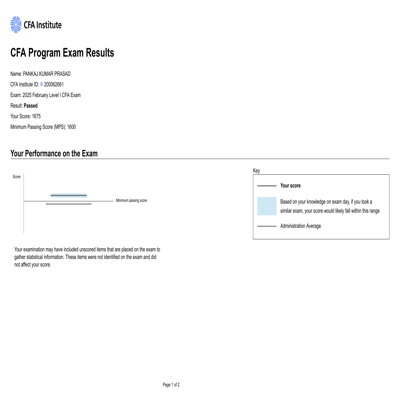 CFA Institute
CFA Program Exam Results
Name: PANKAJ KUMAR PRASAD
CFA Institute ID: 200082661
Exam: 2025 February Level I CFA Exam
Result: Passed
Your Score: 1675
Minimum Passing Score (MPS): 1600
Your Performance on the Exam
Score
Minimum passing score
Key
Your score
Based on your knowledge on exam day, if you took a
similar exam, your score would likely fall within this range
Administration Average
Your examination may have included unscored items that are placed on the exam to
gather statistical information. These items were not identified on the exam and did
not affect your score.
Page 1 of 2